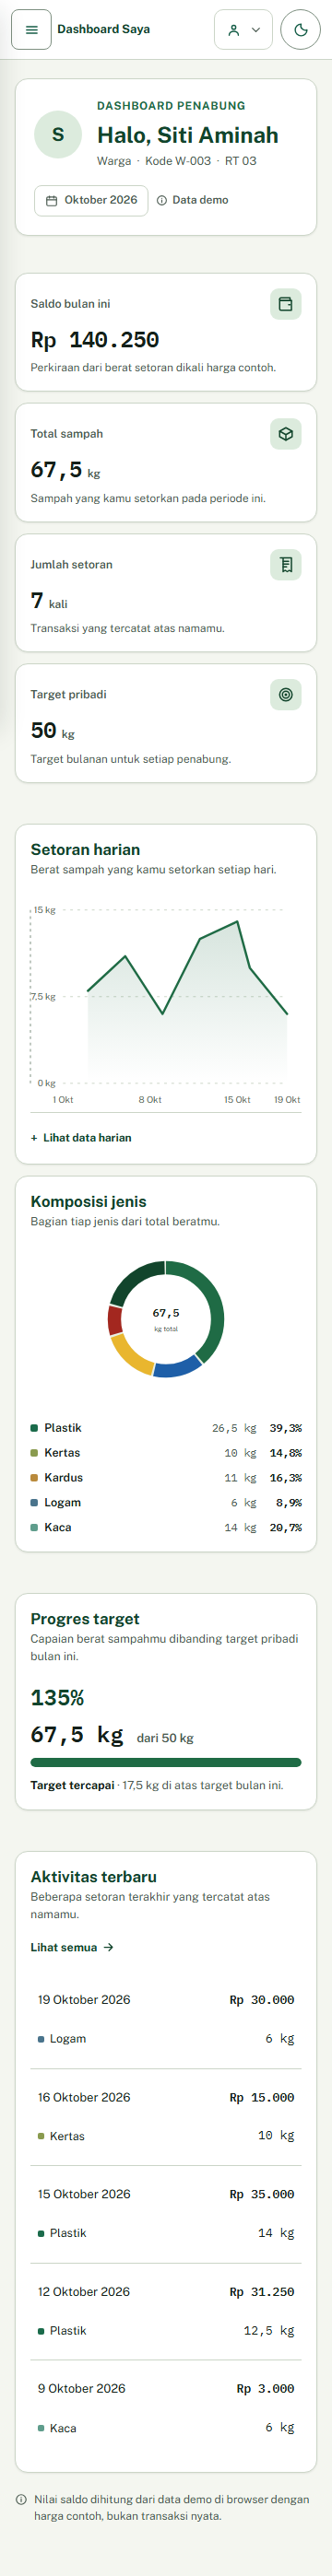 Dashboard Saya
DASHBOARD PENABUNG
S
Halo, Siti Aminah
Warga · Kode W-003 · RT 03
Oktober 2026
Data demo
Saldo bulan ini
Rp 140.250
Perkiraan dari berat setoran dikali harga contoh.
Total sampah
67,5 kg
Sampah yang kamu setorkan pada periode ini.
Jumlah setoran
7 kali
Transaksi yang tercatat atas namamu.
Target pribadi
50 kg
Target bulanan untuk setiap penabung.
Setoran harian
Berat sampah yang kamu setorkan setiap hari.
15 kg
7.5 kg
0 kg
1 Okt 8 Okt 15 Okt 19 Okt
+ Lihat data harian
Komposisi jenis
Bagian tiap jenis dari total beratmu.
67,5
kg total
Plastik 26,5 kg 39,3%
Kertas 10 kg 14,8%
Kardus 11 kg 16,3%
Logam 6 kg 8,9%
Kaca 14 kg 20,7%
Progres target
Capaian berat sampahmu dibanding target pribadi
bulan ini.
135%
67,5 kg dari 50 kg
Target tercapai · 17,5 kg di atas target bulan ini.
Aktivitas terbaru
Beberapa setoran terakhir yang tercatat atas
namamu.
Lihat semua →
19 Oktober 2026 Rp 30.000
Logam 6 kg
16 Oktober 2026 Rp 15.000
Kertas 10 kg
15 Oktober 2026 Rp 35.000
Plastik 14 kg
12 Oktober 2026 Rp 31.250
Plastik 12,5 kg
9 Oktober 2026 Rp 3.000
Kaca 6 kg
Nilai saldo dihitung dari data demo di browser dengan
harga contoh, bukan transaksi nyata.